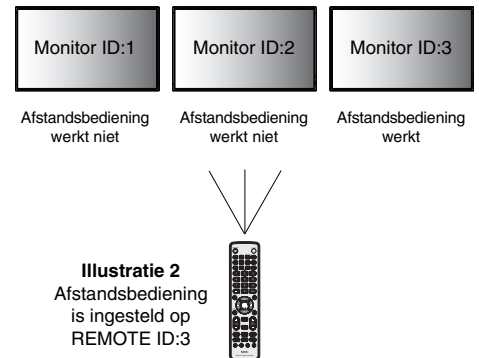 Monitor ID:1
Monitor ID:2
Monitor ID:3
Afstandsbediening
werkt niet
Afstandsbediening
werkt niet
Afstandsbediening
werkt
Illustratie 2
Afstandsbediening
is ingesteld op
REMOTE ID:3